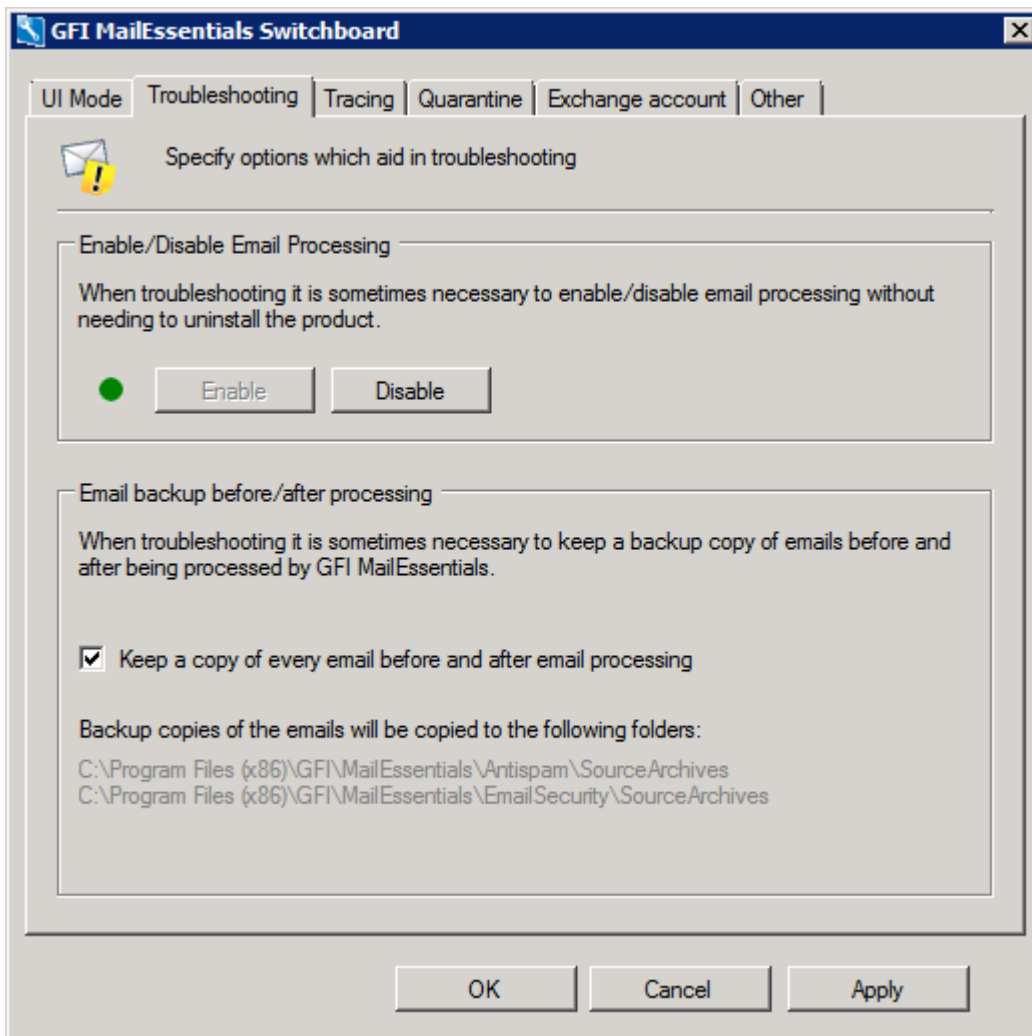 GFI MailEssentials Switchboard
UI Mode Troubleshooting Tracing Quarantine Exchange account Other
Specify options which aid in troubleshooting
Enable/Disable Email Processing
When troubleshooting it is sometimes necessary to enable/disable email processing without
needing to uninstall the product.
Enable Disable
Email backup before/after processing
When troubleshooting it is sometimes necessary to keep a backup copy of emails before and
after being processed by GFI MailEssentials.
Keep a copy of every email before and after email processing
Backup copies of the emails will be copied to the following folders:
C:\Program Files (x86)\GFI\MailEssentials\Antispam\SourceArchives
C:\Program Files (x86)\GFI\MailEssentials\EmailSecurity\SourceArchives
OK Cancel Apply